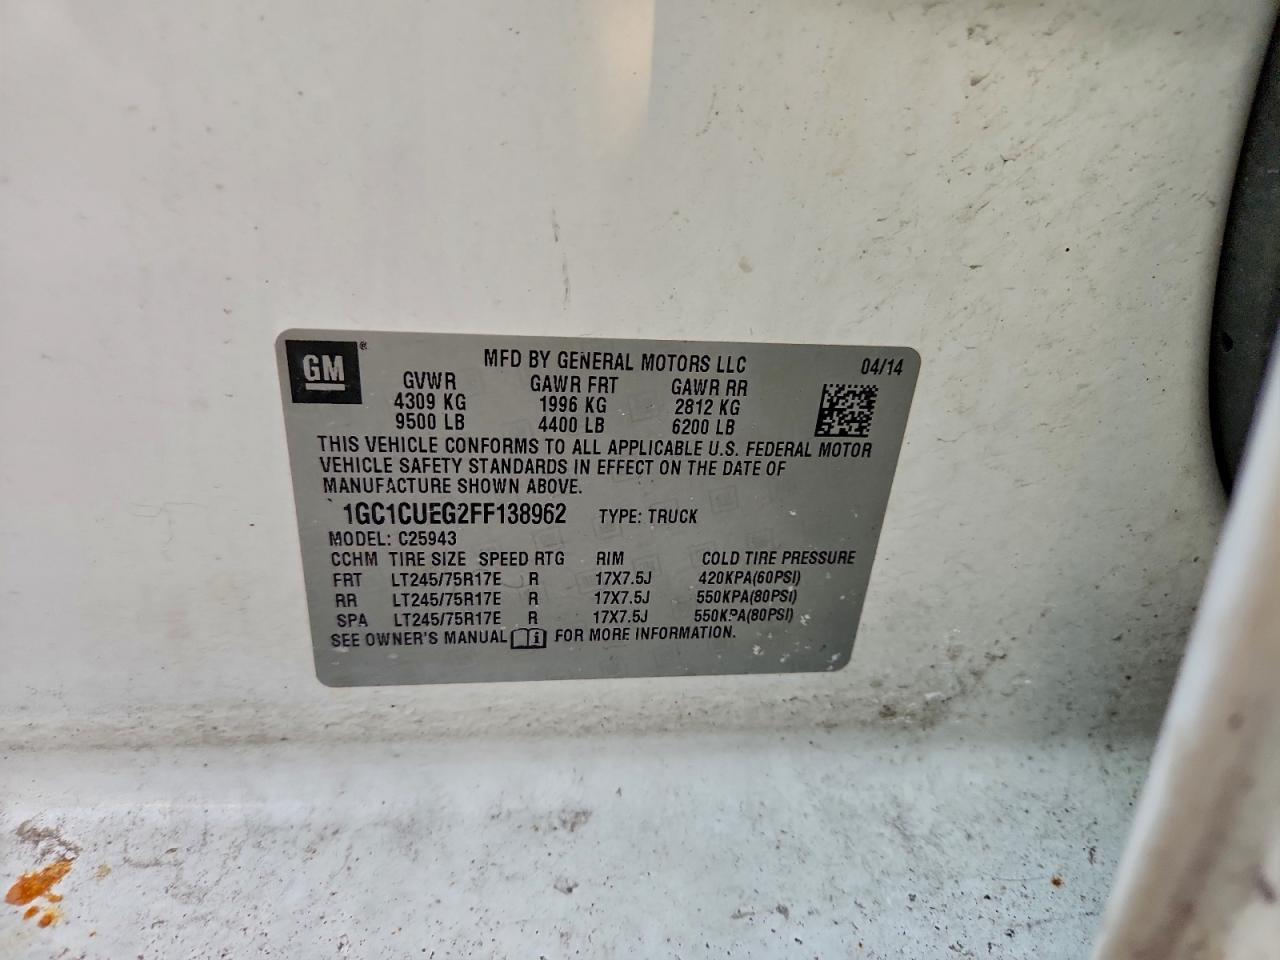 GM ® MFD BY GENERAL MOTORS LLC 04/14
GVWR GAWR FRT GAWR RR
4309 KG 1996 KG 2812 KG
9500 LB 4400 LB 6200 LB
THIS VEHICLE CONFORMS TO ALL APPLICABLE U.S. FEDERAL MOTOR
VEHICLE SAFETY STANDARDS IN EFFECT ON THE DATE OF
MANUFACTURE SHOWN ABOVE.
1GC1CUEG2FF138962 TYPE: TRUCK
MODEL: C25943
CCHM TIRE SIZE SPEED RTG RIM COLD TIRE PRESSURE
FRT LT245/75R17E R 17X7.5J 420KPA(60PSI)
RR LT245/75R17E R 17X7.5J 550KPA(80PSI)
SPA LT245/75R17E R 17X7.5J 550KPA(80PSI)
SEE OWNER'S MANUAL i FOR MORE INFORMATION.